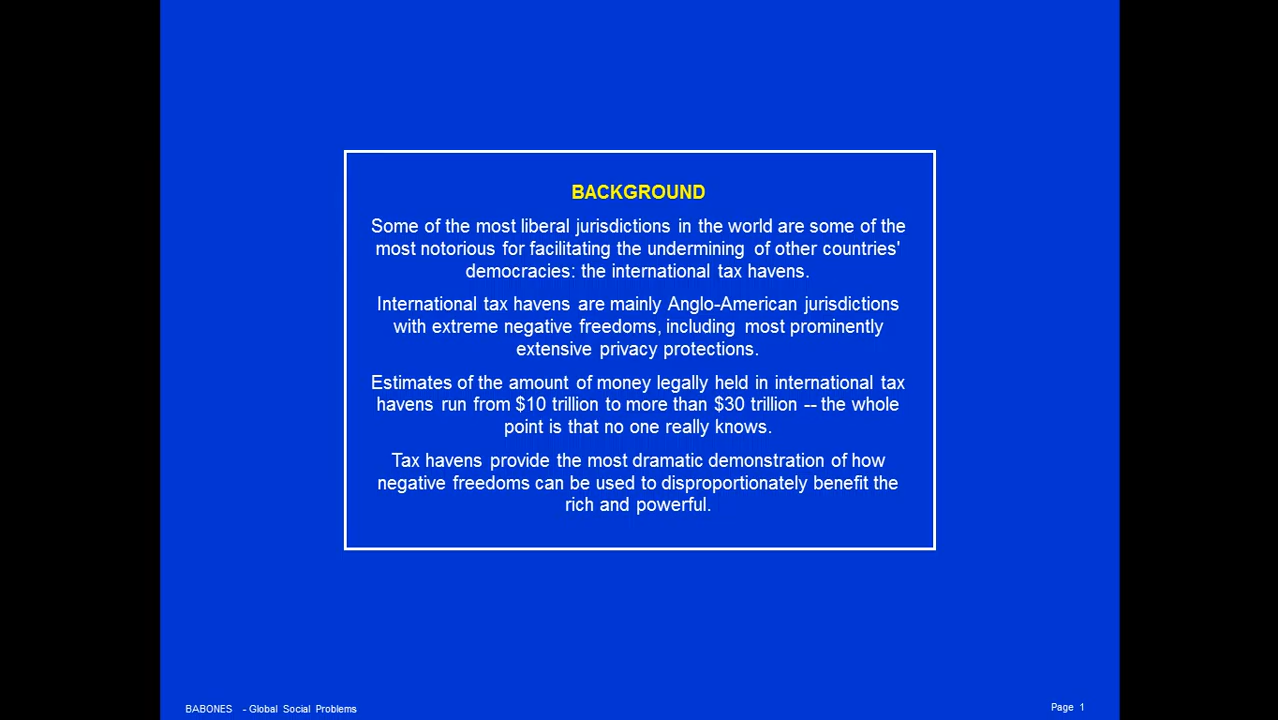 BACKGROUND
Some of the most liberal jurisdictions in the world are some of the
most notorious for facilitating the undermining of other countries'
democracies: the international tax havens.
International tax havens are mainly Anglo-American jurisdictions
with extreme negative freedoms, including most prominently
extensive privacy protections.
Estimates of the amount of money legally held in international tax
havens run from $10 trillion to more than $30 trillion -- the whole
point is that no one really knows.
Tax havens provide the most dramatic demonstration of how
negative freedoms can be used to disproportionately benefit the
rich and powerful.
BABONES - Global Social Problems
Page 1